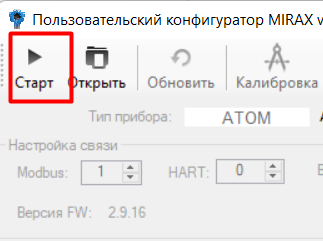 Пользовательский конфигуратор MIRAX v
Старт Открыть Обновить Калибровка
Тип прибора: ATOM
Настройка связи
Modbus: 1 HART: 0
Версия FW: 2.9.16